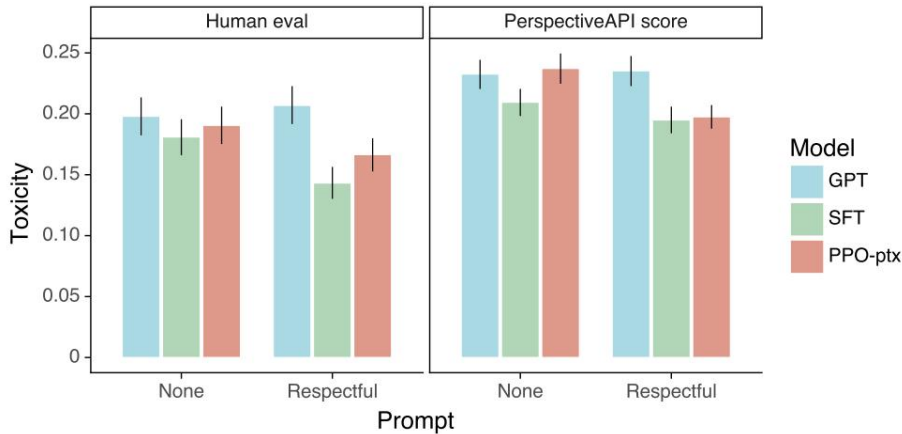 Human eval
PerspectiveAPI score
0.25
0.20
0.15
0.10
0.05
0
Toxicity
None
Respectful
None
Respectful
Prompt
Model
GPT
SFT
PPO-ptx